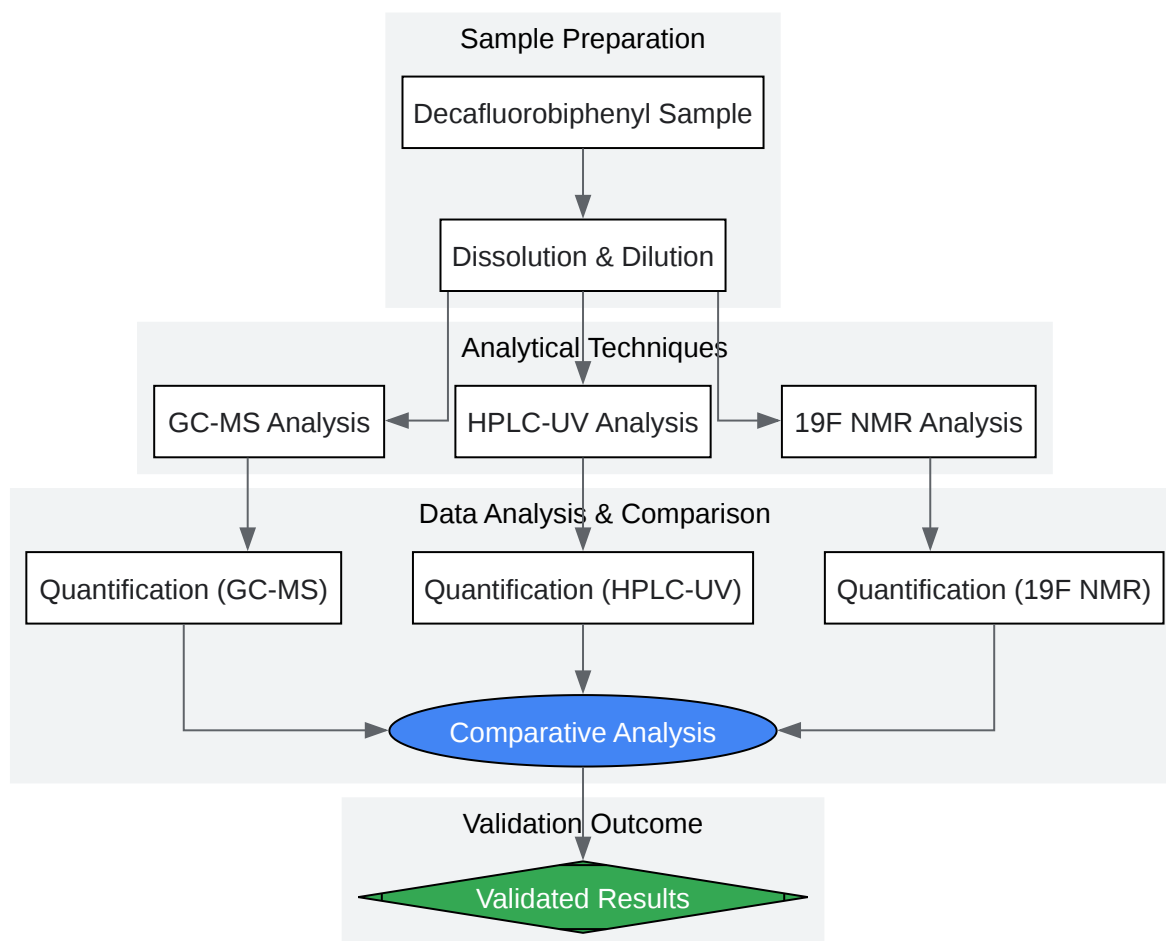 Sample Preparation
Decafluorobiphenyl Sample
Dissolution & Dilution
Analytical Techniques
GC-MS Analysis
HPLC-UV Analysis
19F NMR Analysis
Data Analysis & Comparison
Quantification (GC-MS)
Quantification (HPLC-UV)
Quantification (19F NMR)
Comparative Analysis
Validation Outcome
Validated Results